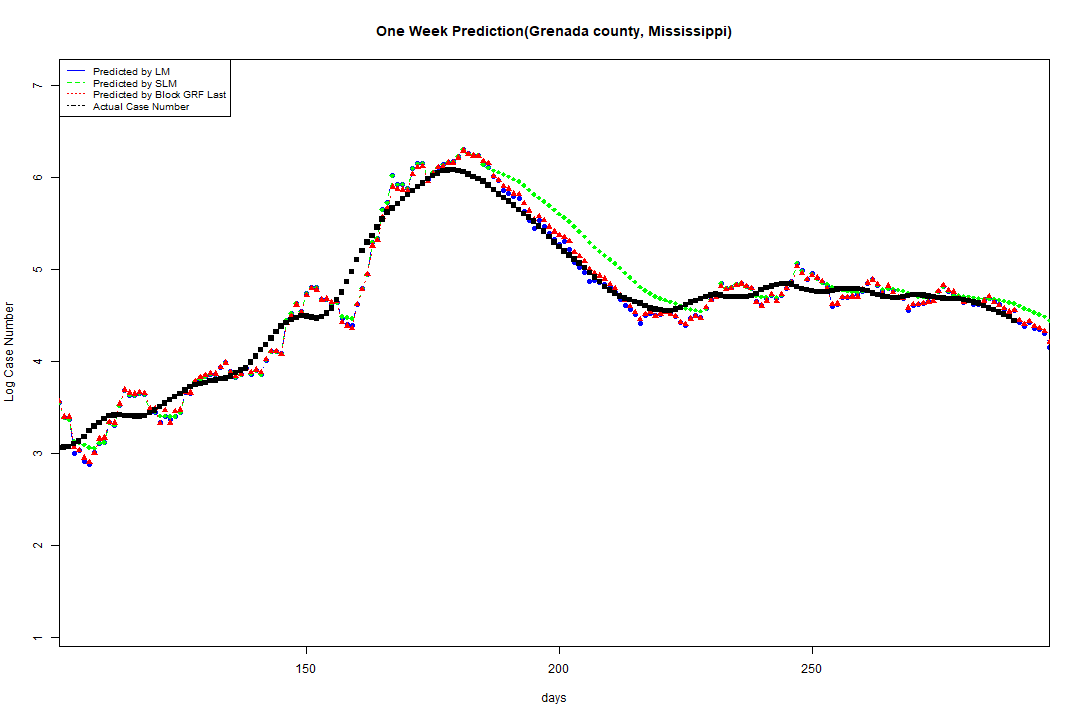 One Week Prediction(Grenada county, Mississippi)
Predicted by LM
Predicted by SLM
Predicted by Block GRF Last
Actual Case Number
7
6
5
4
3
2
1
Log Case Number
150 200 250
days